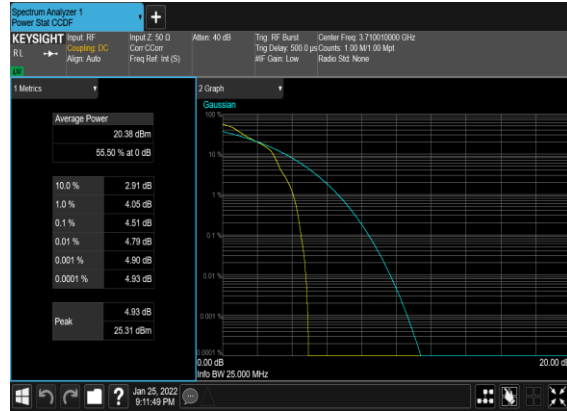 Spectrum Analyzer 1
Power Stat CCDF
KEYSIGHT Input: RF Input Z: 50 Ω Atten: 40 dB Trig: RF Burst Center Freq: 3.710010000 GHz
RL Coupling: DC Corr CCorr Trig Delay: 500.0 µs Counts: 1.00 M/1.00 Mpt
Align: Auto Freq Ref: Int (S) #IF Gain: Low Radio Std: None
1 Metrics
2 Graph
Gaussian
Average Power
20.38 dBm
55.50 % at 0 dB
10.0 % 2.91 dB
1.0 % 4.05 dB
0.1 % 4.51 dB
0.01 % 4.79 dB
0.001 % 4.90 dB
0.0001 % 4.93 dB
Peak
4.93 dB
25.31 dBm
100 %
10 %
1 %
0.1 %
0.01 %
0.001 %
0.0001 %
0.00 dB
20.00 dB
Info BW 25.000 MHz
Jan 25, 2022
9:11:49 PM